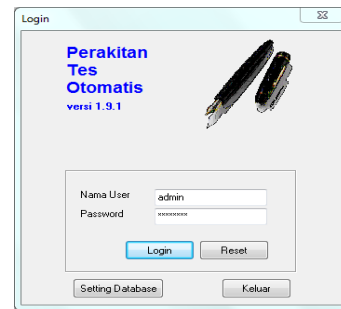 Login
Perakitan
Tes
Otomatis
versi 1.9.1
Nama User admin
Password ××××××××
Login Reset
Setting Database Keluar